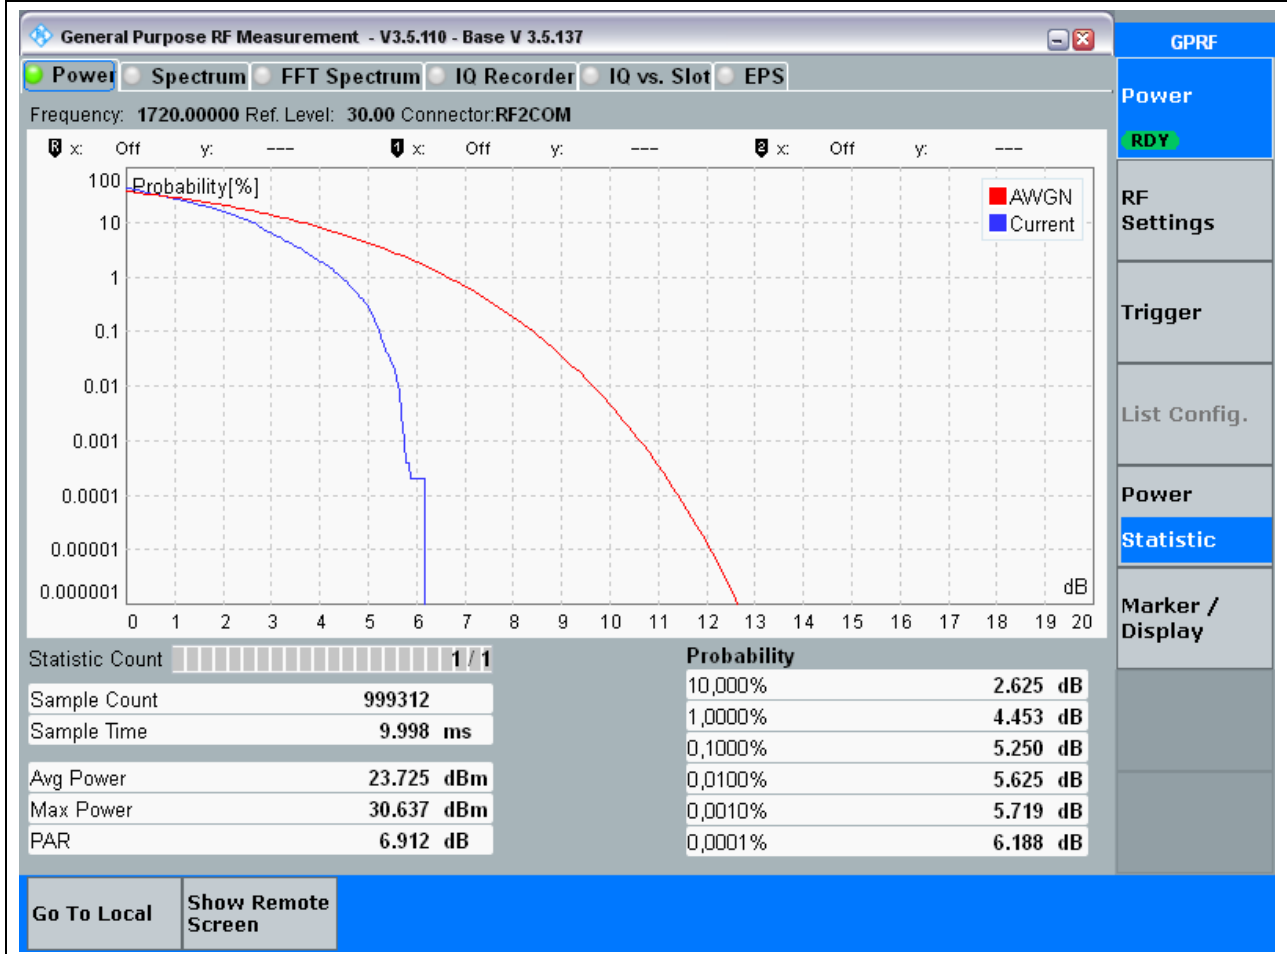 General Purpose RF Measurement - V3.5.110 - Base V 3.5.137
GPRF
Power Spectrum FFT Spectrum IQ Recorder IQ vs. Slot EPS
Frequency: 1720.00000 Ref. Level: 30.00 Connector:RF2COM
Power
RDY
R x: Off y: --- 1 x: Off y: --- 2 x: Off y: ---
Probability[%]
AWGN
Current
100
10
1
0.1
0.01
0.001
0.0001
0.00001
0.000001
dB
0 1 2 3 4 5 6 7 8 9 10 11 12 13 14 15 16 17 18 19 20
RF
Settings
Trigger
List Config.
Power
Statistic
Marker /
Display
Statistic Count 1 / 1
Sample Count 999312
Sample Time 9.998 ms
Avg Power 23.725 dBm
Max Power 30.637 dBm
PAR 6.912 dB
Probability
10,000% 2.625 dB
1,0000% 4.453 dB
0,1000% 5.250 dB
0,0100% 5.625 dB
0,0010% 5.719 dB
0,0001% 6.188 dB
Go To Local
Show Remote
Screen